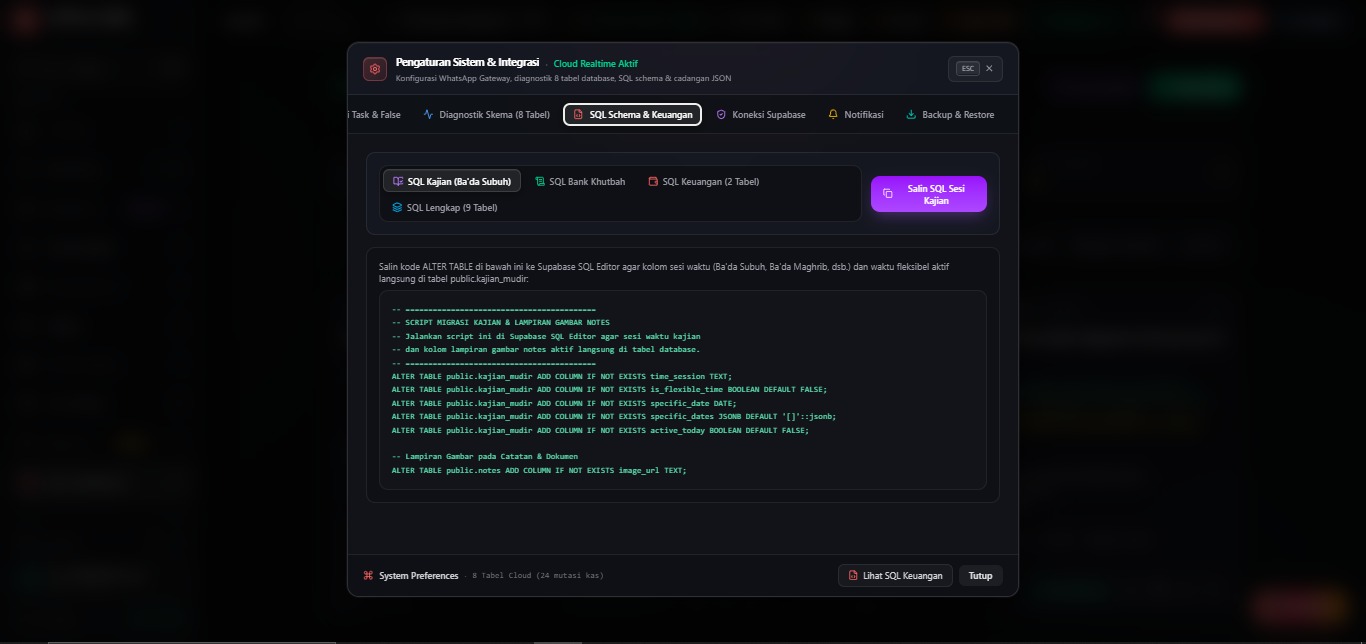 Pengaturan Sistem & Integrasi · Cloud Realtime Aktif
Konfigurasi WhatsApp Gateway, diagnostik 8 tabel database, SQL schema & cadangan JSON
ESC ✕
i Task & False Diagnostik Skema (8 Tabel) SQL Schema & Keuangan Koneksi Supabase Notifikasi Backup & Restore
SQL Kajian (Ba'da Subuh) SQL Bank Khutbah SQL Keuangan (2 Tabel)
SQL Lengkap (9 Tabel)
Salin SQL Sesi
Kajian
Salin kode ALTER TABLE di bawah ini ke Supabase SQL Editor agar kolom sesi waktu (Ba'da Subuh, Ba'da Maghrib, dsb.) dan waktu fleksibel aktif
langsung di tabel public.kajian_mudir:
-- ==========================================
-- SCRIPT MIGRASI KAJIAN & LAMPIRAN GAMBAR NOTES
-- Jalankan script ini di Supabase SQL Editor agar sesi waktu kajian
-- dan kolom lampiran gambar notes aktif langsung di tabel database.
-- ==========================================
ALTER TABLE public.kajian_mudir ADD COLUMN IF NOT EXISTS time_session TEXT;
ALTER TABLE public.kajian_mudir ADD COLUMN IF NOT EXISTS is_flexible_time BOOLEAN DEFAULT FALSE;
ALTER TABLE public.kajian_mudir ADD COLUMN IF NOT EXISTS specific_date DATE;
ALTER TABLE public.kajian_mudir ADD COLUMN IF NOT EXISTS specific_dates JSONB DEFAULT '[]'::jsonb;
ALTER TABLE public.kajian_mudir ADD COLUMN IF NOT EXISTS active_today BOOLEAN DEFAULT FALSE;
-- Lampiran Gambar pada Catatan & Dokumen
ALTER TABLE public.notes ADD COLUMN IF NOT EXISTS image_url TEXT;
System Preferences · 8 Tabel Cloud (24 mutasi kas)
Lihat SQL Keuangan Tutup